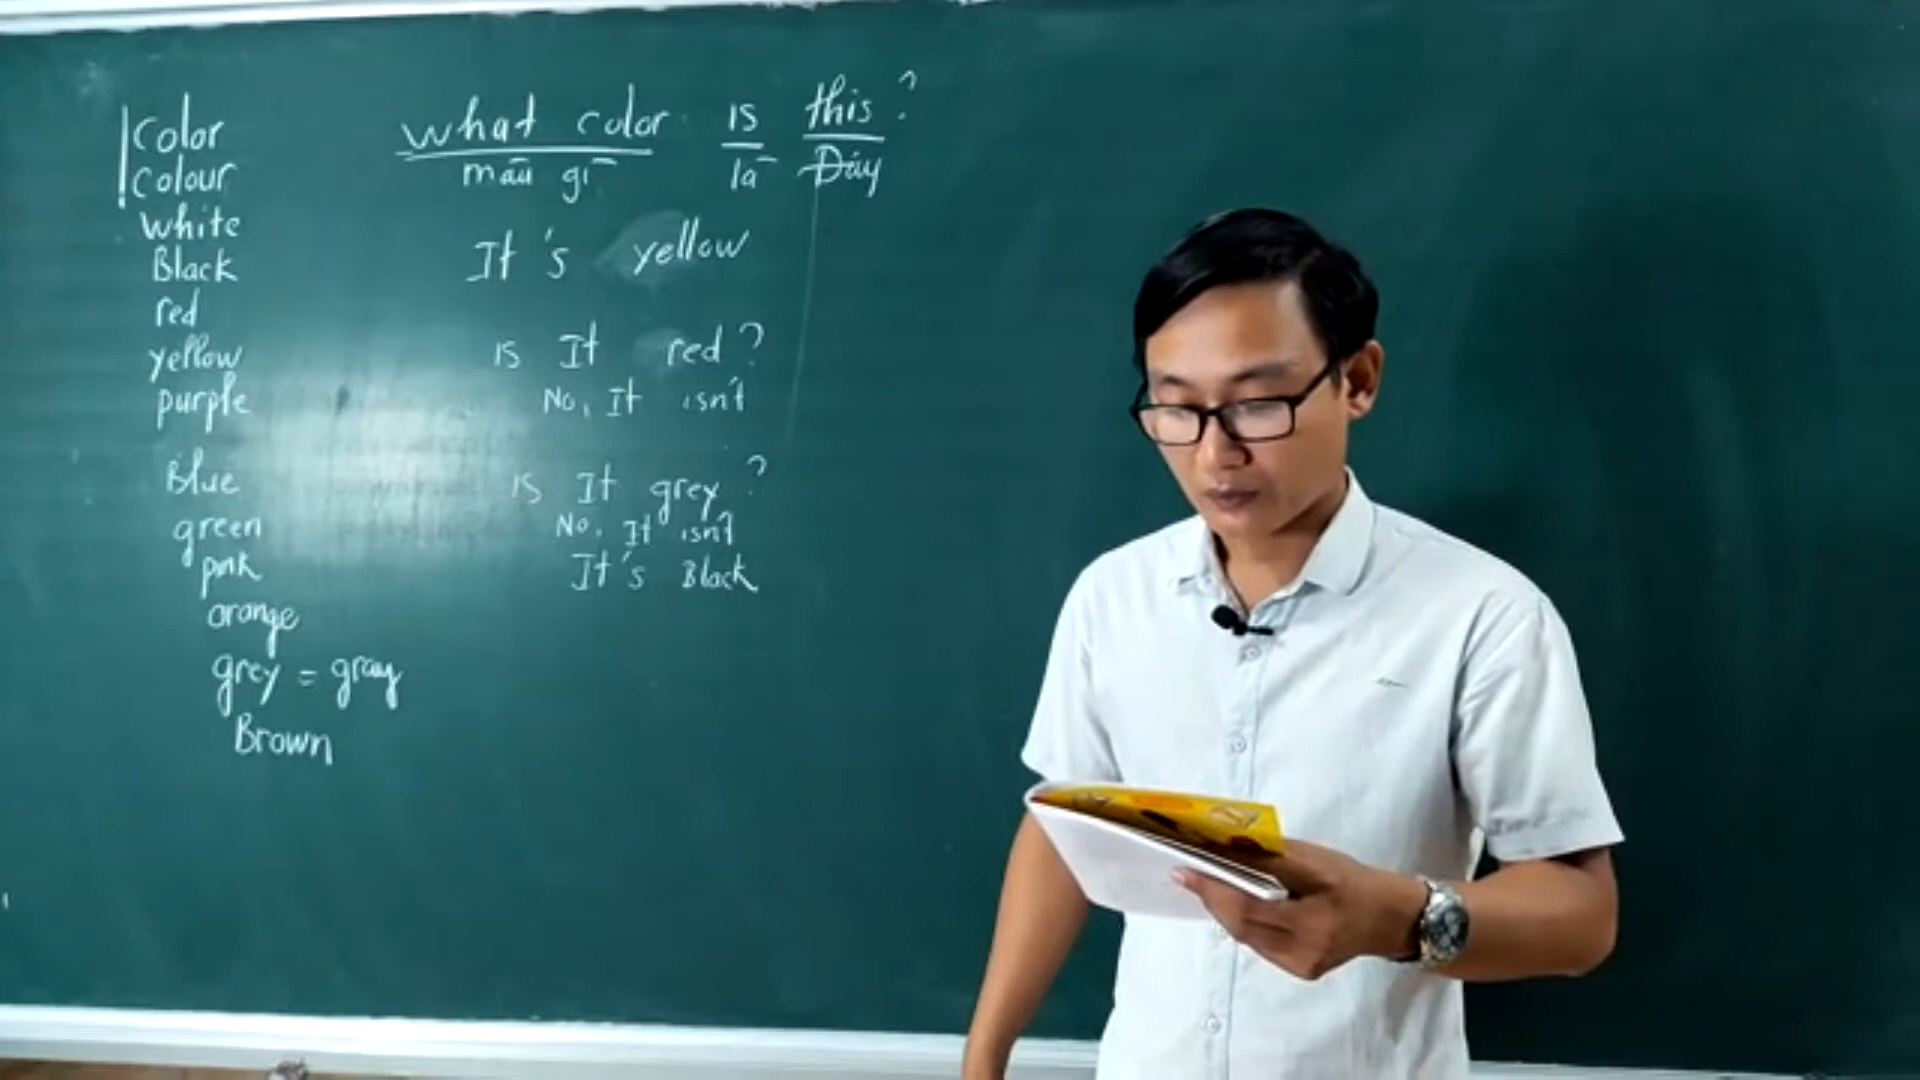 color
colour
white
Black
red
yellow
purple
Blue
green
pink
orange
grey = gray
Brown
what color is this?
màu gì là Đây
It's yellow
is It red?
No, It isn't
is It grey?
No, It isn't
It's Black